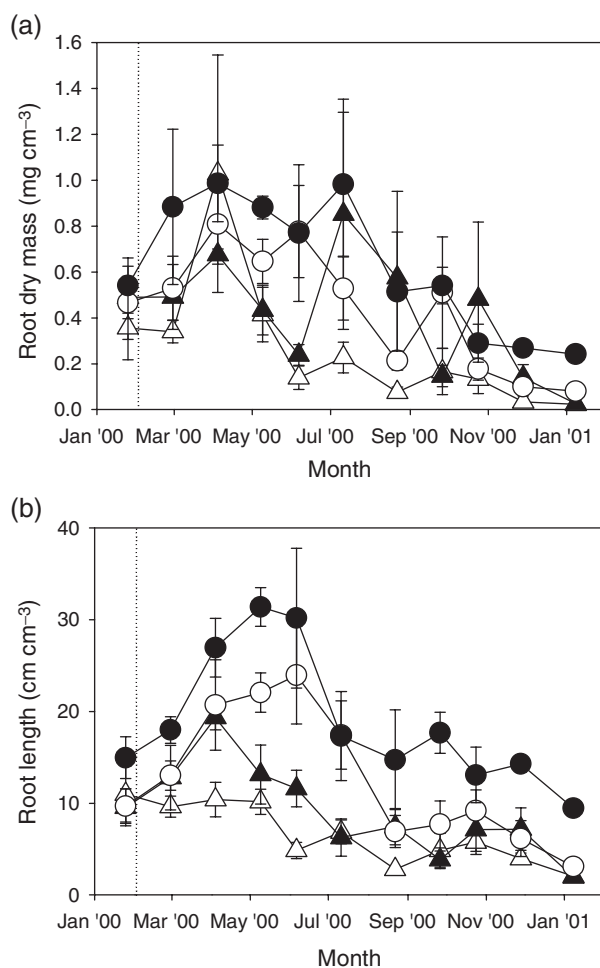 (a)
1.6
1.4
1.2
1.0
0.8
0.6
0.4
0.2
0.0
Root dry mass (mg cm⁻³)
Jan '00 Mar '00 May '00 Jul '00 Sep '00 Nov '00 Jan '01
Month
(b)
40
30
20
10
0
Root length (cm cm⁻³)
Jan '00 Mar '00 May '00 Jul '00 Sep '00 Nov '00 Jan '01
Month